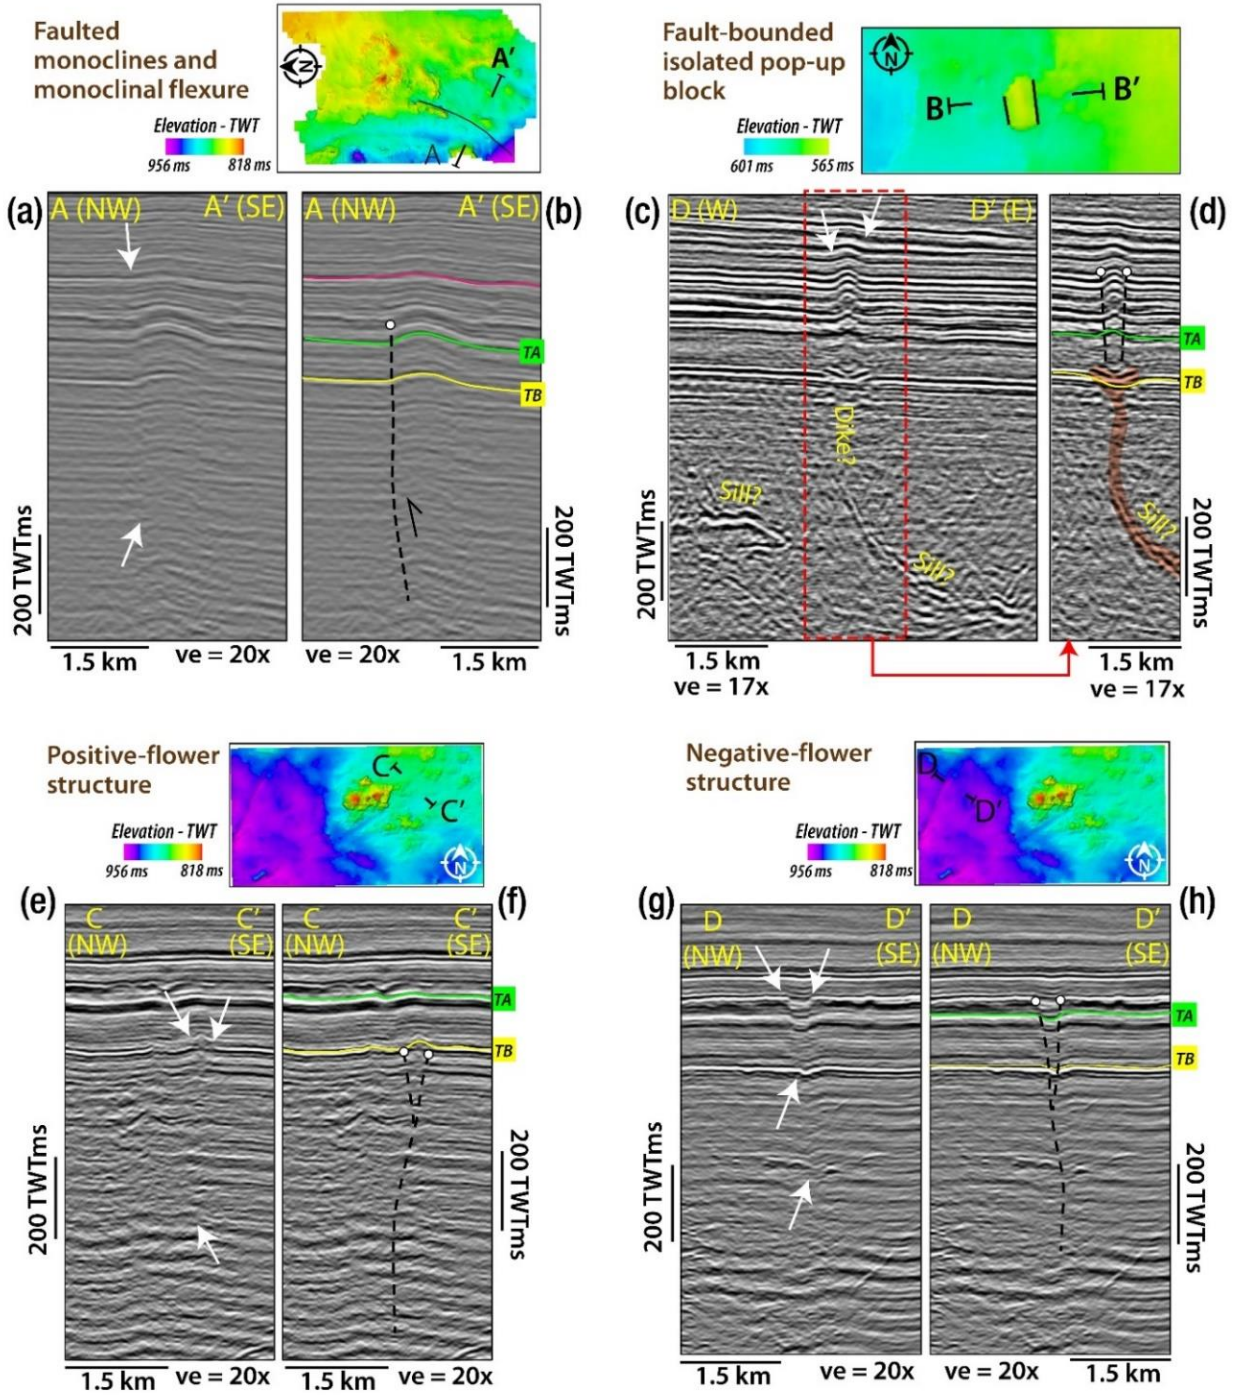 Faulted
monoclines and
monoclinal flexure
Elevation - TWT
956 ms 818 ms
N
A'
A
Fault-bounded
isolated pop-up
block
Elevation - TWT
601 ms 565 ms
N
B B'
(a) A (NW) A' (SE)
A (NW) A' (SE) (b)
TA
TB
200 TWTms
200 TWTms
1.5 km ve = 20x
ve = 20x 1.5 km
(c) D (W) D' (E)
(d)
Dike?
Sill?
Sill?
TA
TB
Sill?
200 TWTms
200 TWTms
1.5 km
ve = 17x
1.5 km
ve = 17x
Positive-flower
structure
Elevation - TWT
956 ms 818 ms
C
C'
N
Negative-flower
structure
Elevation - TWT
956 ms 818 ms
D
D'
N
(e) C C'
(NW) (SE)
C C' (f)
(NW) (SE)
TA
TB
200 TWTms
200 TWTms
1.5 km ve = 20x
ve = 20x 1.5 km
(g) D D'
(NW) (SE)
D D' (h)
(NW) (SE)
TA
TB
200 TWTms
200 TWTms
1.5 km ve = 20x
ve = 20x 1.5 km